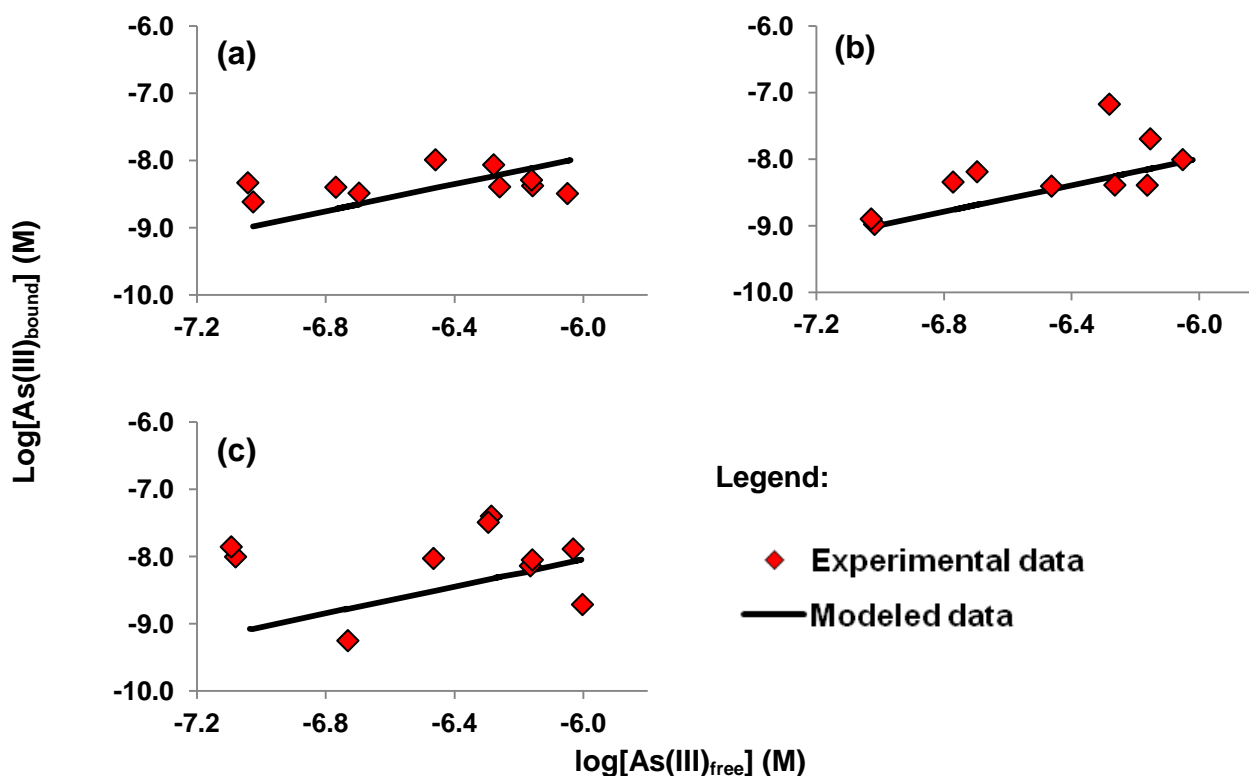 (a)
-6.0
-7.0
-8.0
-9.0
-10.0
-7.2 -6.8 -6.4 -6.0
(b)
-6.0
-7.0
-8.0
-9.0
-10.0
-7.2 -6.8 -6.4 -6.0
Log[As(III)bound] (M)
(c)
-6.0
-7.0
-8.0
-9.0
-10.0
-7.2 -6.8 -6.4 -6.0
log[As(III)free] (M)
Legend:
Experimental data
Modeled data